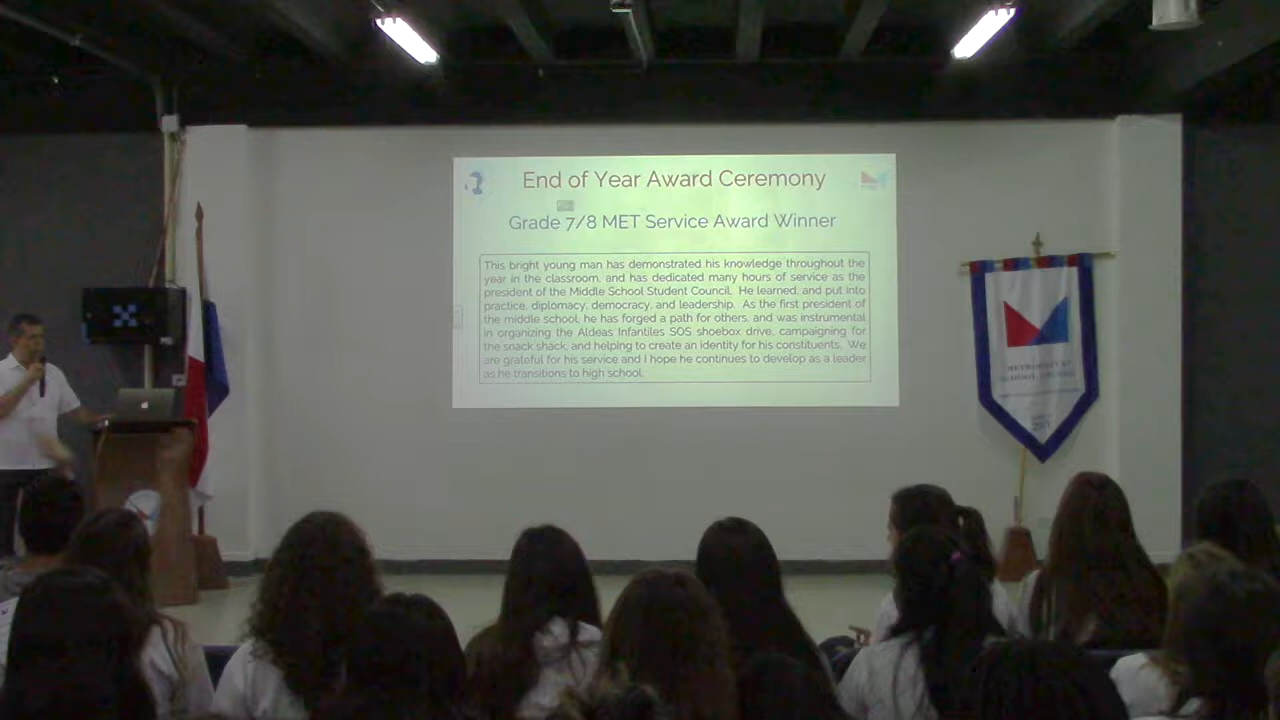 End of Year Award Ceremony
Grade 7/8 MET Service Award Winner
This bright young man has demonstrated his knowledge throughout the
year in the classroom, and has dedicated many hours of service as the
president of the Middle School Student Council. He learned, and put into
practice, diplomacy, democracy, and leadership. As the first president of
the middle school, he has forged a path for others, and was instrumental
in organizing the Aldeas Infantiles SOS shoebox drive, campaigning for
the snack shack, and helping to create an identity for his constituents. We
are grateful for his service and I hope he continues to develop as a leader
as he transitions to high school.